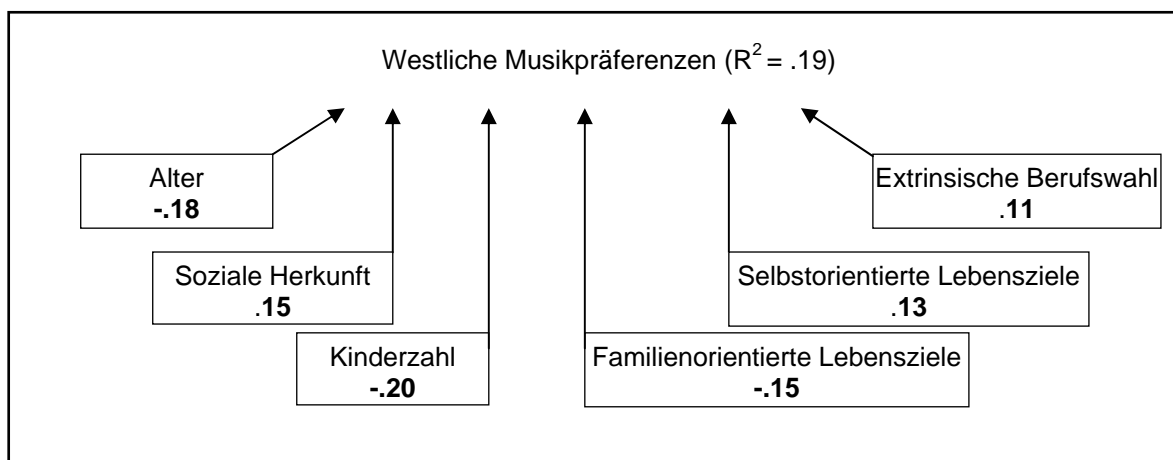 Westliche Musikpräferenzen (R² = .19)
Alter
-.18
Extrinsische Berufswahl
.11
Soziale Herkunft
.15
Selbstorientierte Lebensziele
.13
Kinderzahl
-.20
Familienorientierte Lebensziele
-.15